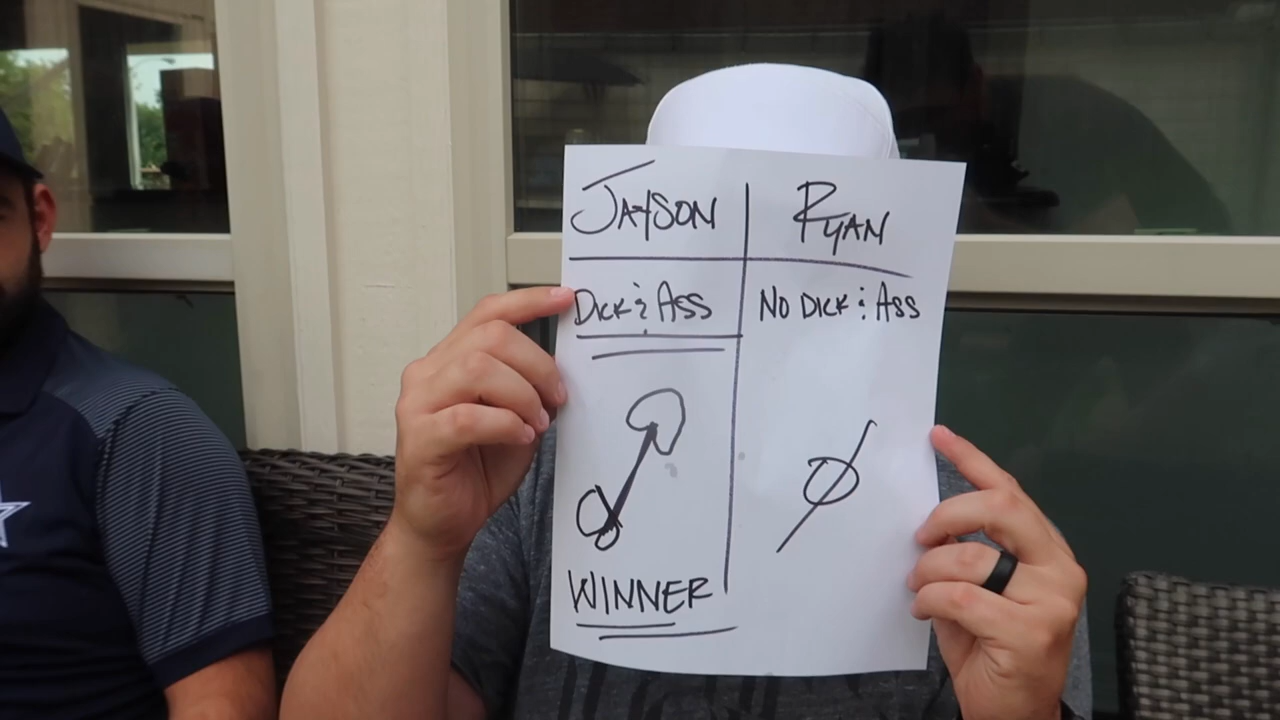 JAYSON
RYAN
DICK & ASS
NO DICK & ASS
WINNER